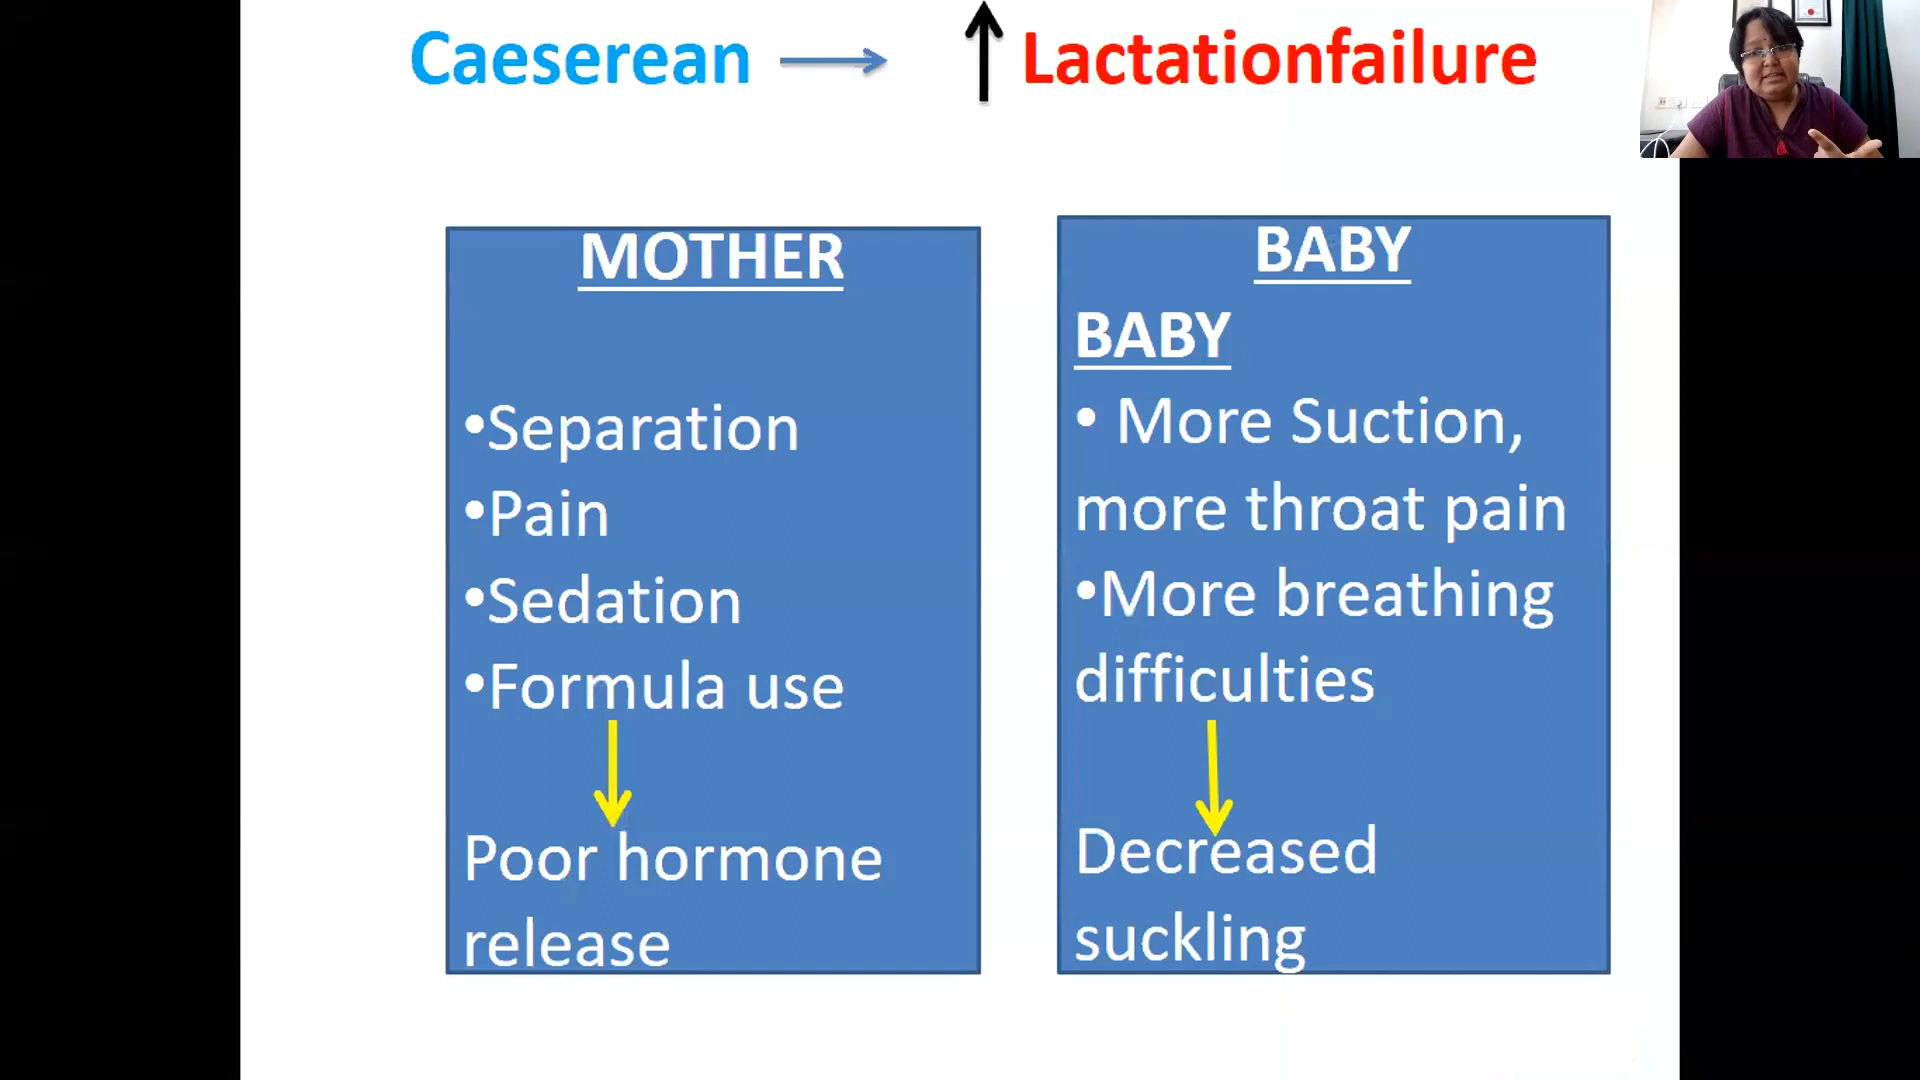 Caeserean → ↑ Lactationfailure
MOTHER
•Separation
•Pain
•Sedation
•Formula use
Poor hormone
release
BABY
BABY
• More Suction,
more throat pain
•More breathing
difficulties
Decreased
suckling